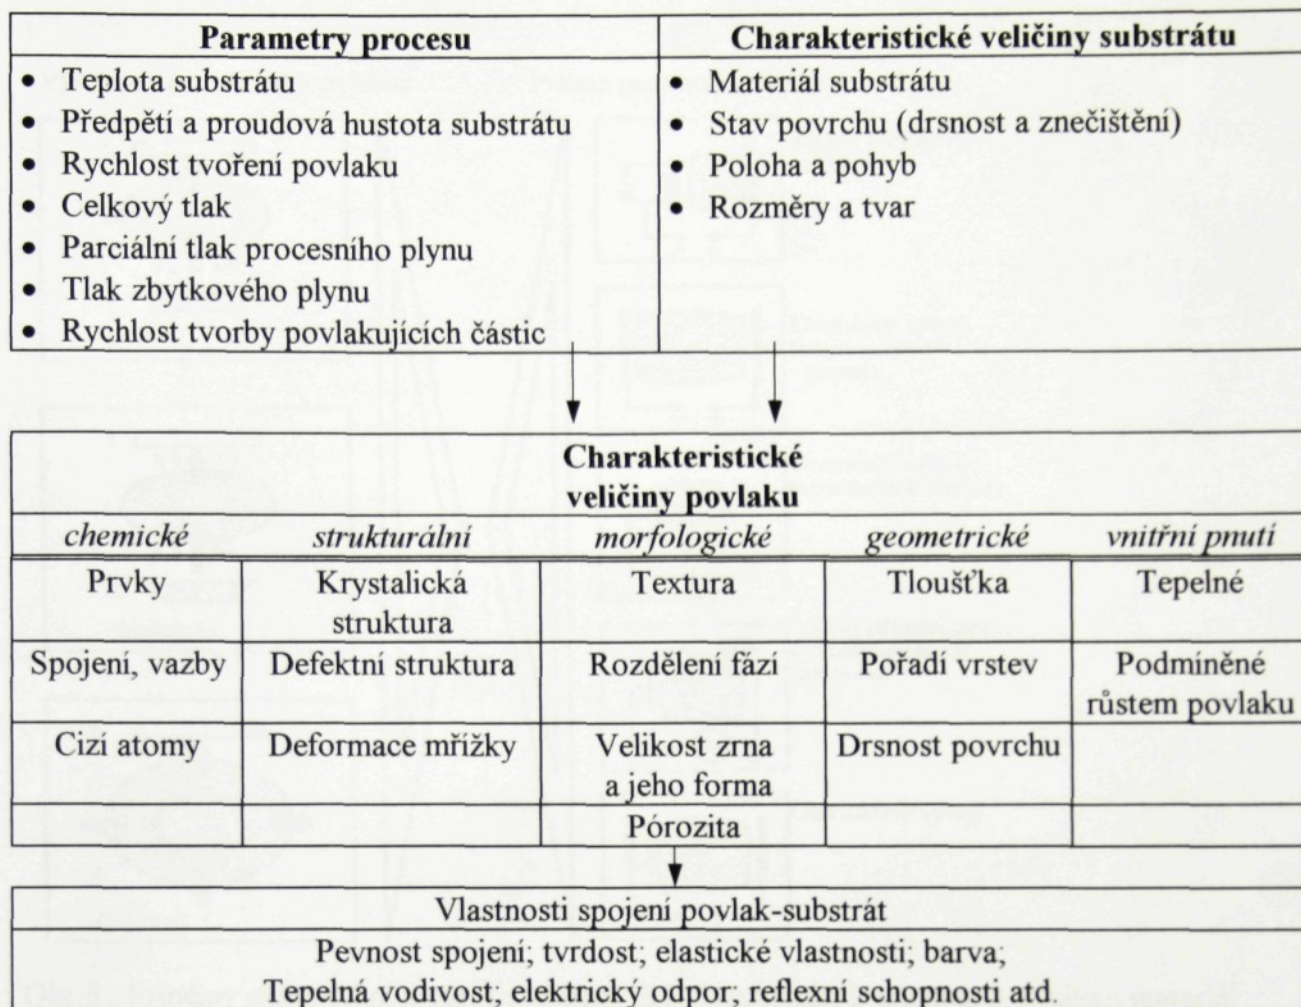 Parametry procesu
• Teplota substrátu
• Předpětí a proudová hustota substrátu
• Rychlost tvoření povlaku
• Celkový tlak
• Parciální tlak procesního plynu
• Tlak zbytkového plynu
• Rychlost tvorby povlakujících částic
Charakteristické veličiny substrátu
• Materiál substrátu
• Stav povrchu (drsnost a znečištění)
• Poloha a pohyb
• Rozměry a tvar
Charakteristické
veličiny povlaku
chemické strukturální morfologické geometrické vnitřní pnutí
Prvky Krystalická Textura Tloušťka Tepelné
struktura
Spojení, vazby Defektní struktura Rozdělení fází Pořadí vrstev Podmíněné
růstem povlaku
Cizí atomy Deformace mřížky Velikost zrna Drsnost povrchu
a jeho forma
Pórozita
Vlastnosti spojení povlak-substrát
Pevnost spojení; tvrdost; elastické vlastnosti; barva;
Tepelná vodivost; elektrický odpor; reflexní schopnosti atd.